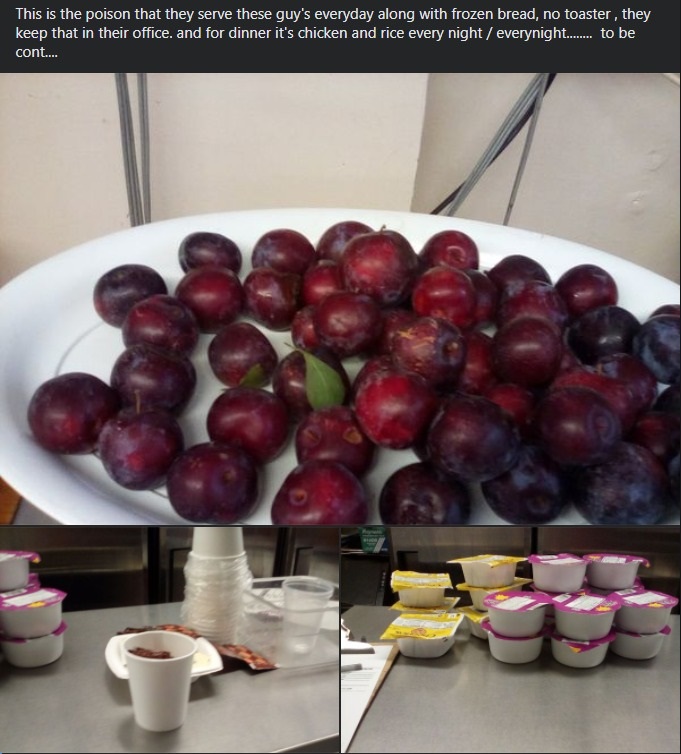 This is the poison that they serve these guy's everyday along with frozen bread, no toaster , they
keep that in their office. and for dinner it's chicken and rice every night / everynight........ to be
cont....